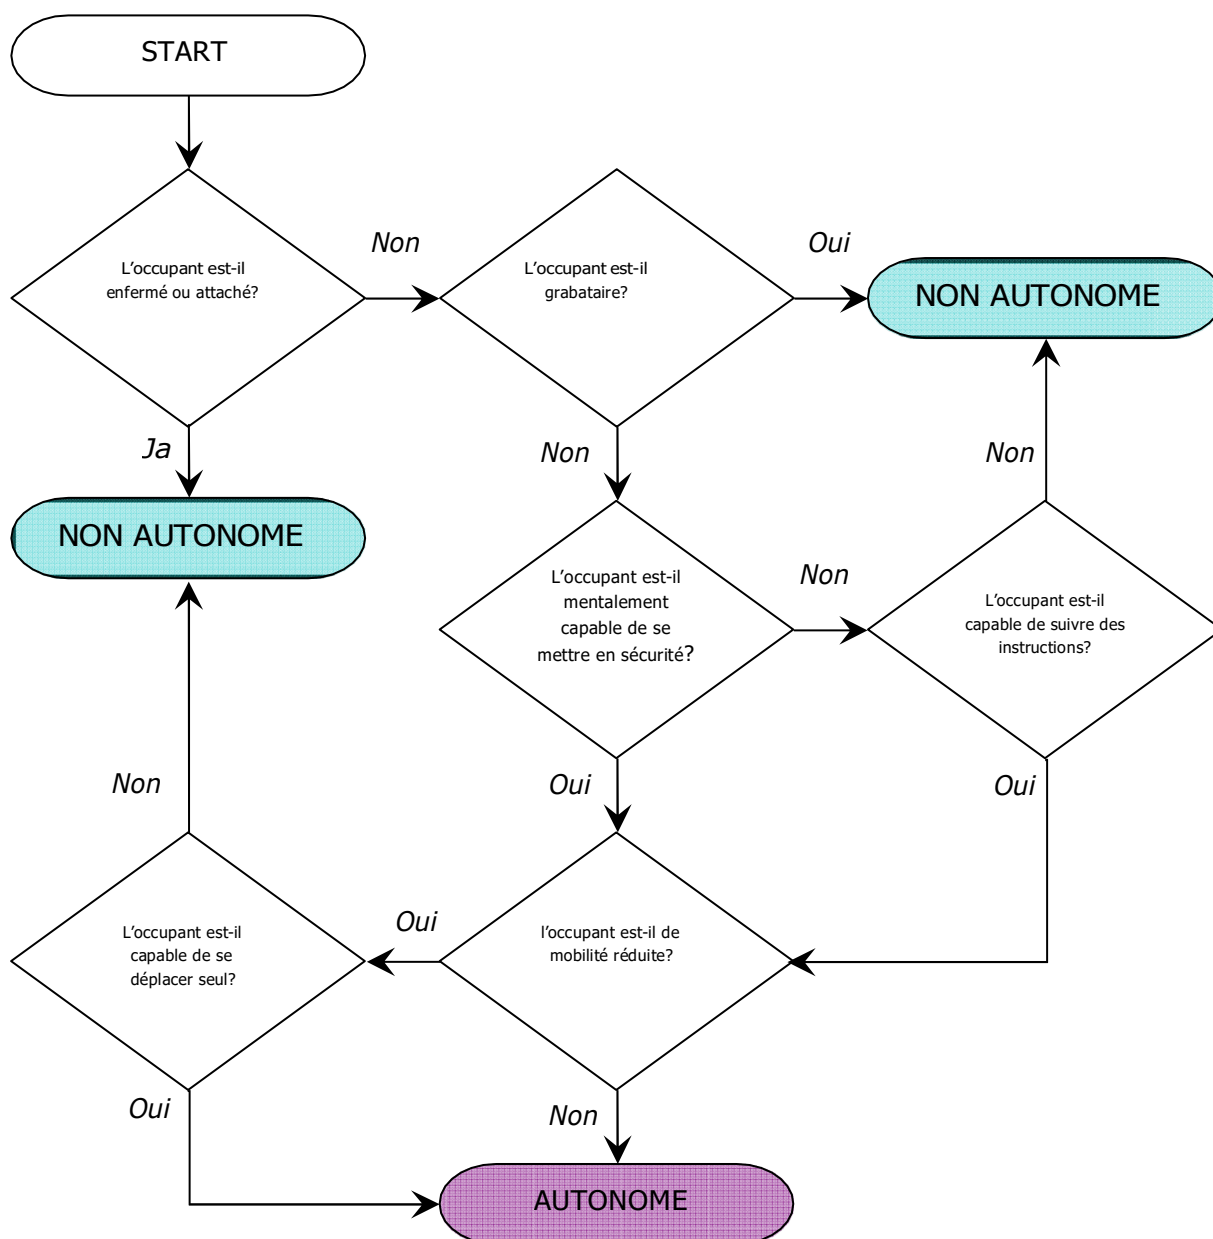 START
L'occupant est-il
enfermé ou attaché?
Non
L'occupant est-il
grabataire?
Oui
NON AUTONOME
Ja
Non
Non
NON AUTONOME
L'occupant est-il
mentalement
capable de se
mettre en sécurité?
Non
L'occupant est-il
capable de suivre des
instructions?
Non
Oui
Oui
L'occupant est-il
capable de se
déplacer seul?
Oui
l'occupant est-il de
mobilité réduite?
Oui
Non
AUTONOME